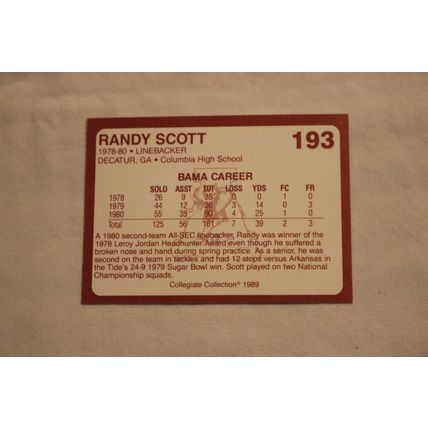 RANDY SCOTT 193
1978-80 • LINEBACKER
DECATUR, GA • Columbia High School
BAMA CAREER
SOLO ASST TOT LOSS YDS FC FR
1978 26 9 35 0 0 1 0
1979 44 12 36 3 14 0 3
1980 55 35 90 4 25 1 0
Total 125 56 161 7 39 2 3
A 1980 second-team All-SEC linebacker, Randy was winner of the
1978 Leroy Jordan Headhunter Award even though he suffered a
broken nose and hand during spring practice. As a senior, he was
second on the team in tackles and had 12 stops versus Arkansas in
the Tide's 24-9 1979 Sugar Bowl win. Scott played on two National
Championship squads.
Collegiate Collection® 1989